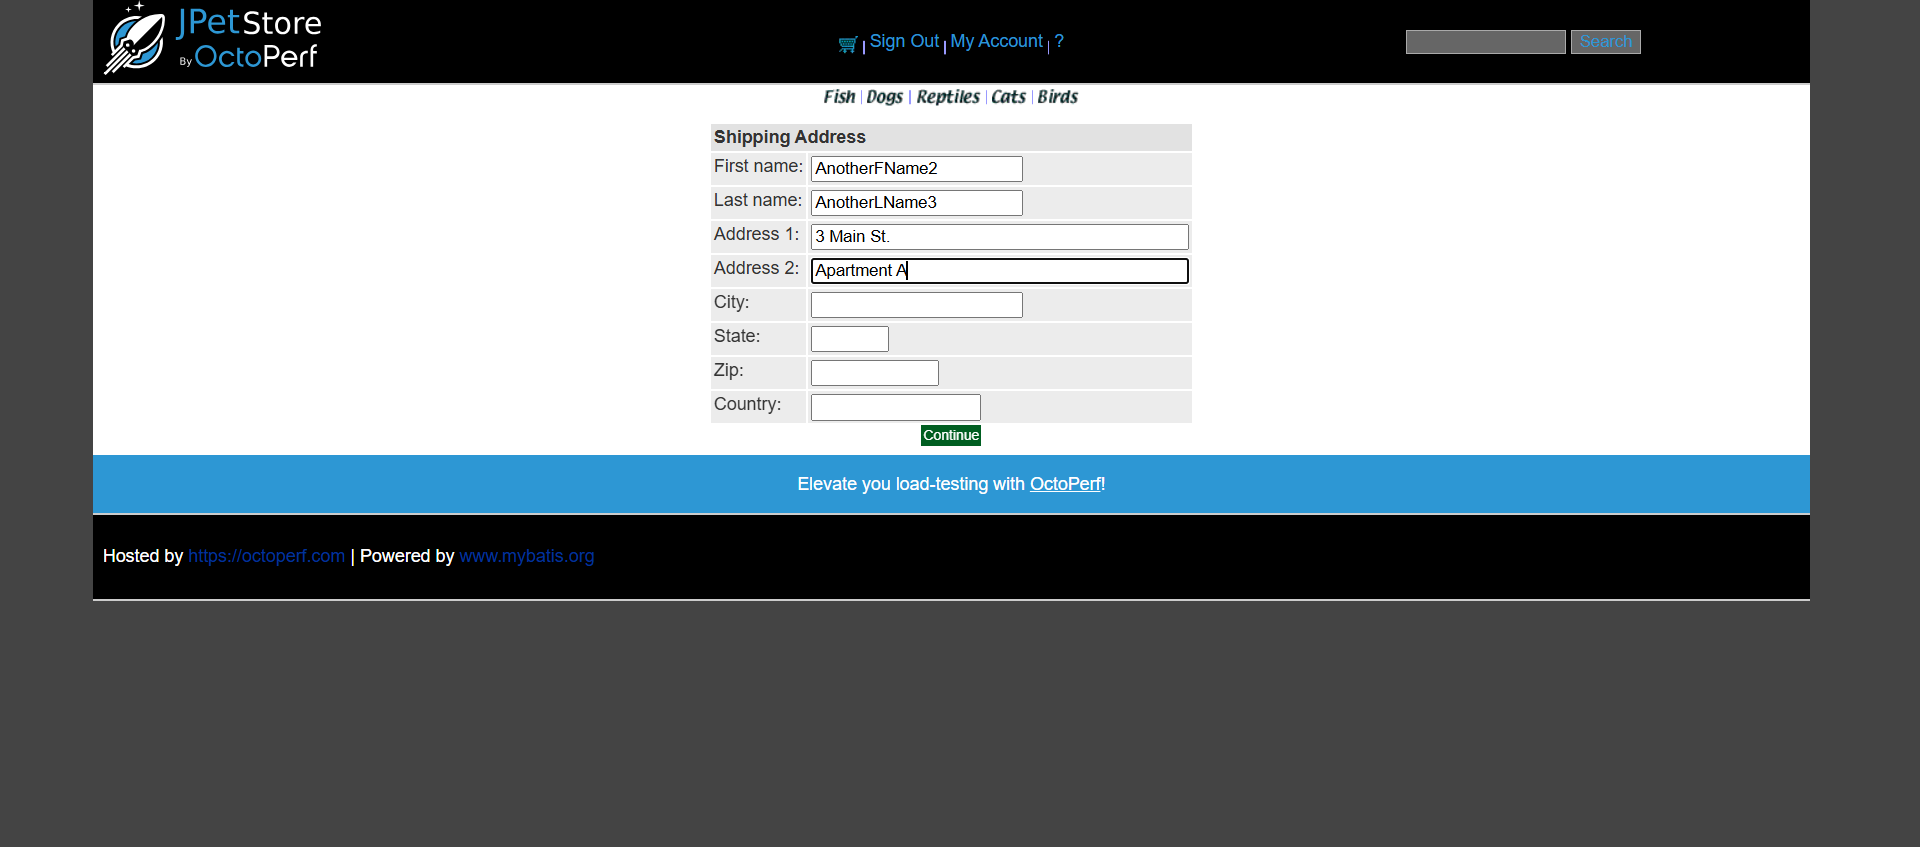 JPetStore
By OctoPerf
Sign Out | My Account | ?
Search
Fish | Dogs | Reptiles | Cats | Birds
Shipping Address
First name: AnotherFName2
Last name: AnotherLName3
Address 1: 3 Main St.
Address 2: Apartment A
City:
State:
Zip:
Country:
Continue
Elevate you load-testing with OctoPerf!
Hosted by https://octoperf.com | Powered by www.mybatis.org